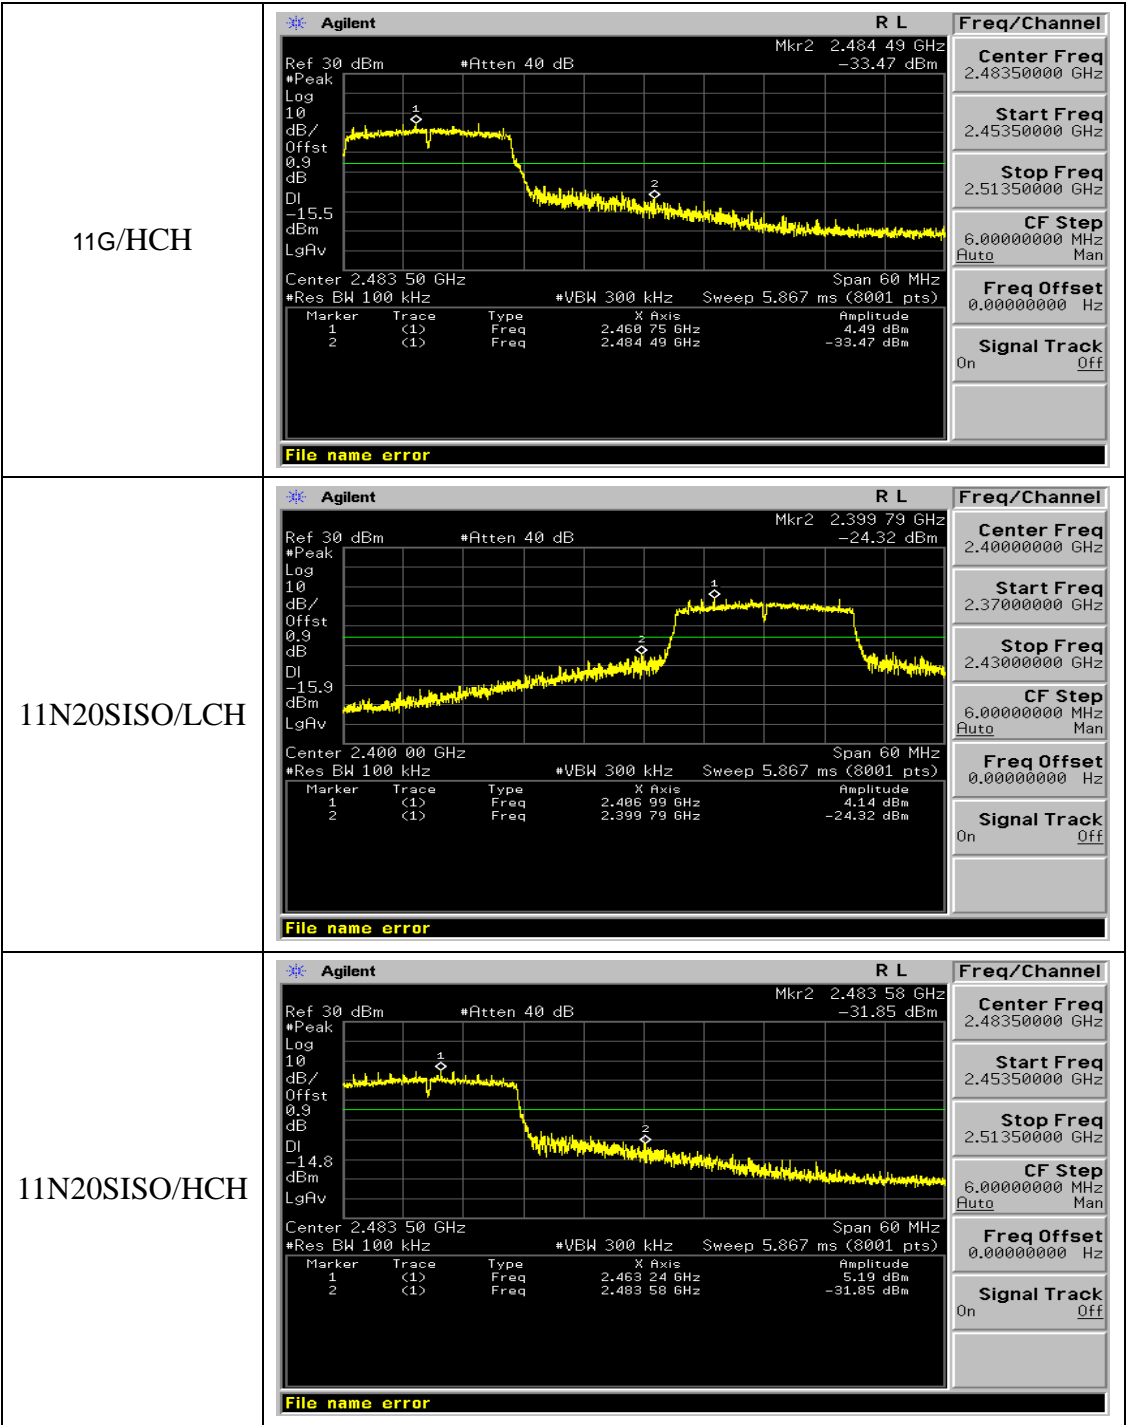 11G/HCH
Agilent R L Freq/Channel
Mkr2 2.484 49 GHz
Ref 30 dBm #Atten 40 dB -33.47 dBm
#Peak
Log
10
dB/
Offst
0.9
dB
DI
-15.5
dBm
LgAv
1
2
Center 2.483 50 GHz Span 60 MHz
#Res BW 100 kHz #VBW 300 kHz Sweep 5.867 ms (8001 pts)
Marker Trace Type X Axis Amplitude
1 (1) Freq 2.460 75 GHz 4.49 dBm
2 (1) Freq 2.484 49 GHz -33.47 dBm
File name error
Center Freq
2.48350000 GHz
Start Freq
2.45350000 GHz
Stop Freq
2.51350000 GHz
CF Step
6.00000000 MHz
Auto Man
Freq Offset
0.00000000 Hz
Signal Track
On Off
11N20SISO/LCH
Agilent R L Freq/Channel
Mkr2 2.399 79 GHz
Ref 30 dBm #Atten 40 dB -24.32 dBm
#Peak
Log
10
dB/
Offst
0.9
dB
DI
-15.9
dBm
LgAv
1
2
Center 2.400 00 GHz Span 60 MHz
#Res BW 100 kHz #VBW 300 kHz Sweep 5.867 ms (8001 pts)
Marker Trace Type X Axis Amplitude
1 (1) Freq 2.406 99 GHz 4.14 dBm
2 (1) Freq 2.399 79 GHz -24.32 dBm
File name error
Center Freq
2.40000000 GHz
Start Freq
2.37000000 GHz
Stop Freq
2.43000000 GHz
CF Step
6.00000000 MHz
Auto Man
Freq Offset
0.00000000 Hz
Signal Track
On Off
11N20SISO/HCH
Agilent R L Freq/Channel
Mkr2 2.483 58 GHz
Ref 30 dBm #Atten 40 dB -31.85 dBm
#Peak
Log
10
dB/
Offst
0.9
dB
DI
-14.8
dBm
LgAv
1
2
Center 2.483 50 GHz Span 60 MHz
#Res BW 100 kHz #VBW 300 kHz Sweep 5.867 ms (8001 pts)
Marker Trace Type X Axis Amplitude
1 (1) Freq 2.463 24 GHz 5.19 dBm
2 (1) Freq 2.483 58 GHz -31.85 dBm
File name error
Center Freq
2.48350000 GHz
Start Freq
2.45350000 GHz
Stop Freq
2.51350000 GHz
CF Step
6.00000000 MHz
Auto Man
Freq Offset
0.00000000 Hz
Signal Track
On Off